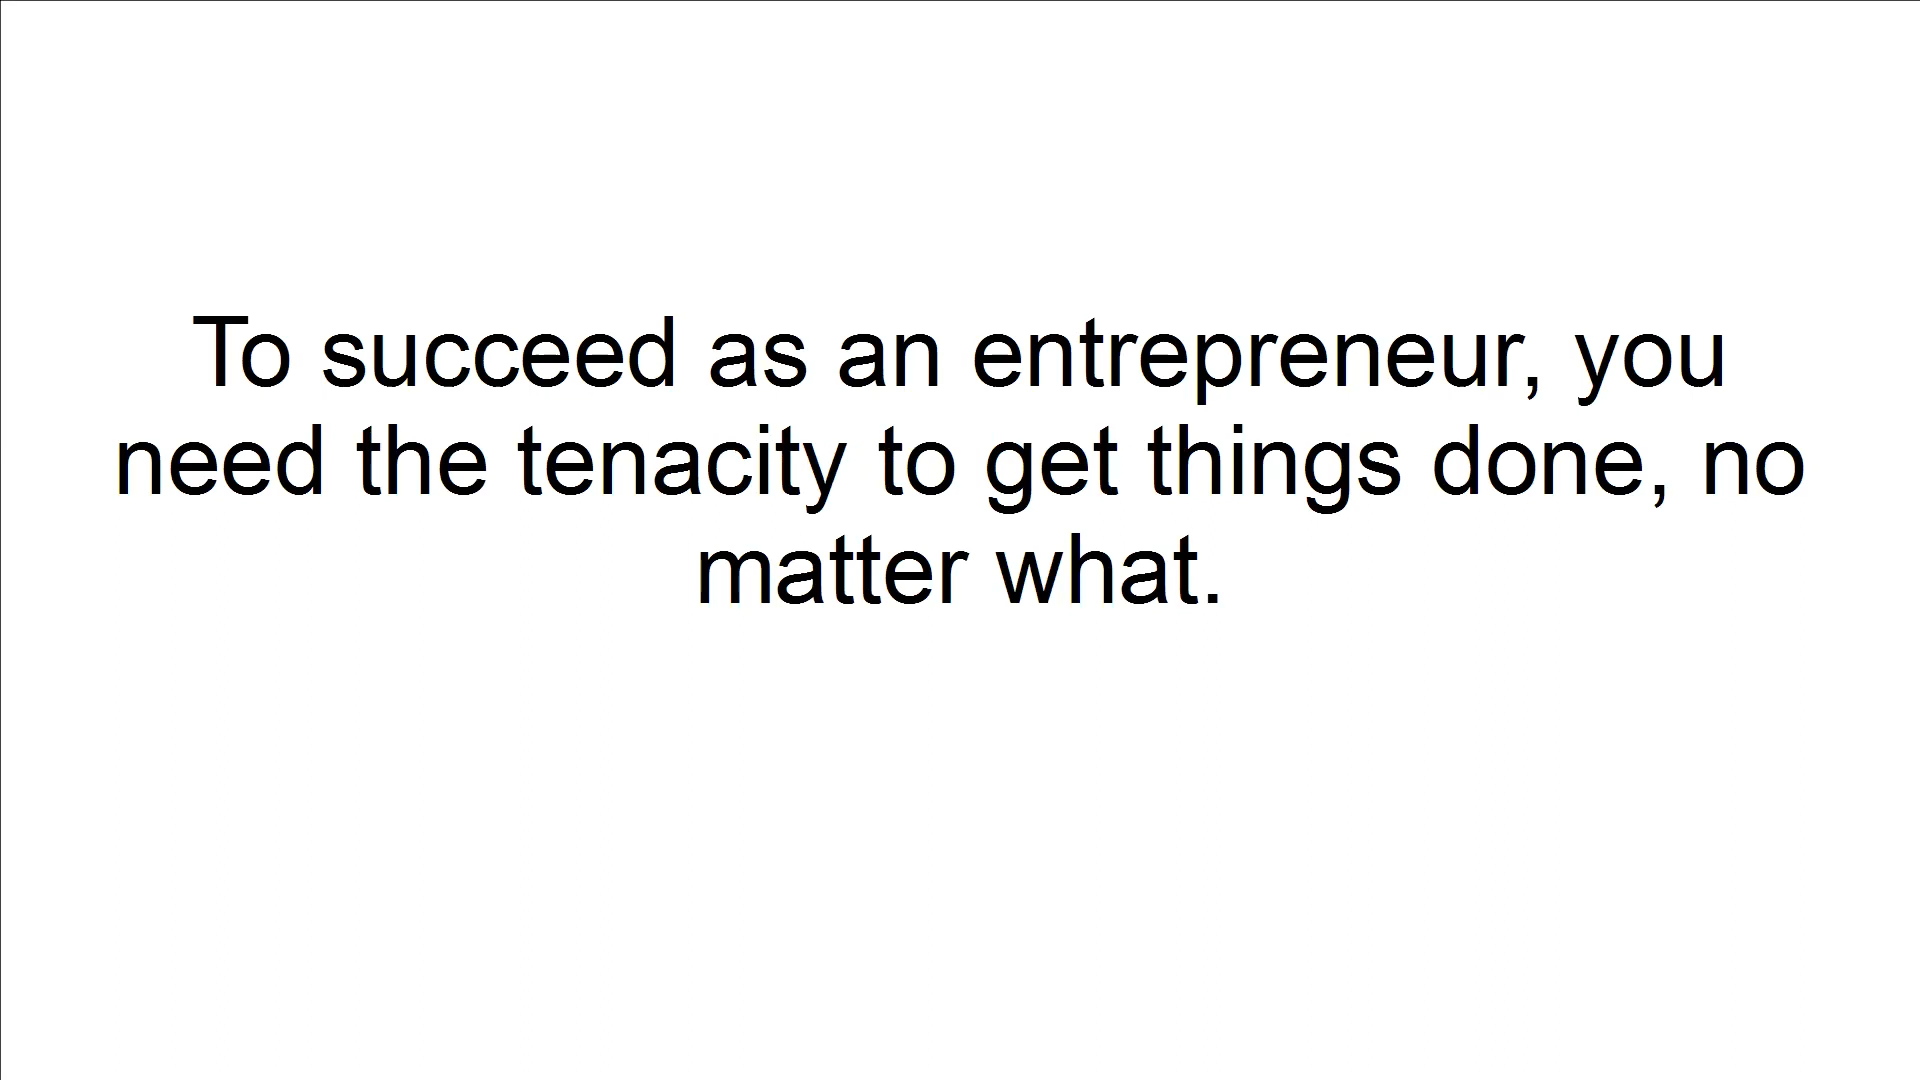 To succeed as an entrepreneur, you
need the tenacity to get things done, no
matter what.